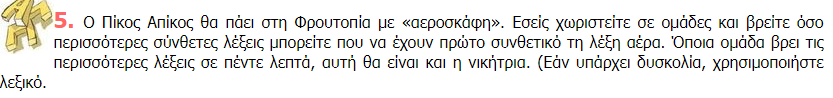 5. Ο Πίκος Απίκος θα πάει στη Φρουτοπία με «αεροσκάφη». Εσείς χωριστείτε σε ομάδες και βρείτε όσο
περισσότερες σύνθετες λέξεις μπορείτε που να έχουν πρώτο συνθετικό τη λέξη αέρα. Όποια ομάδα βρει τις
περισσότερες λέξεις σε πέντε λεπτά, αυτή θα είναι και η νικήτρια. (Εάν υπάρχει δυσκολία, χρησιμοποιήστε
λεξικό.